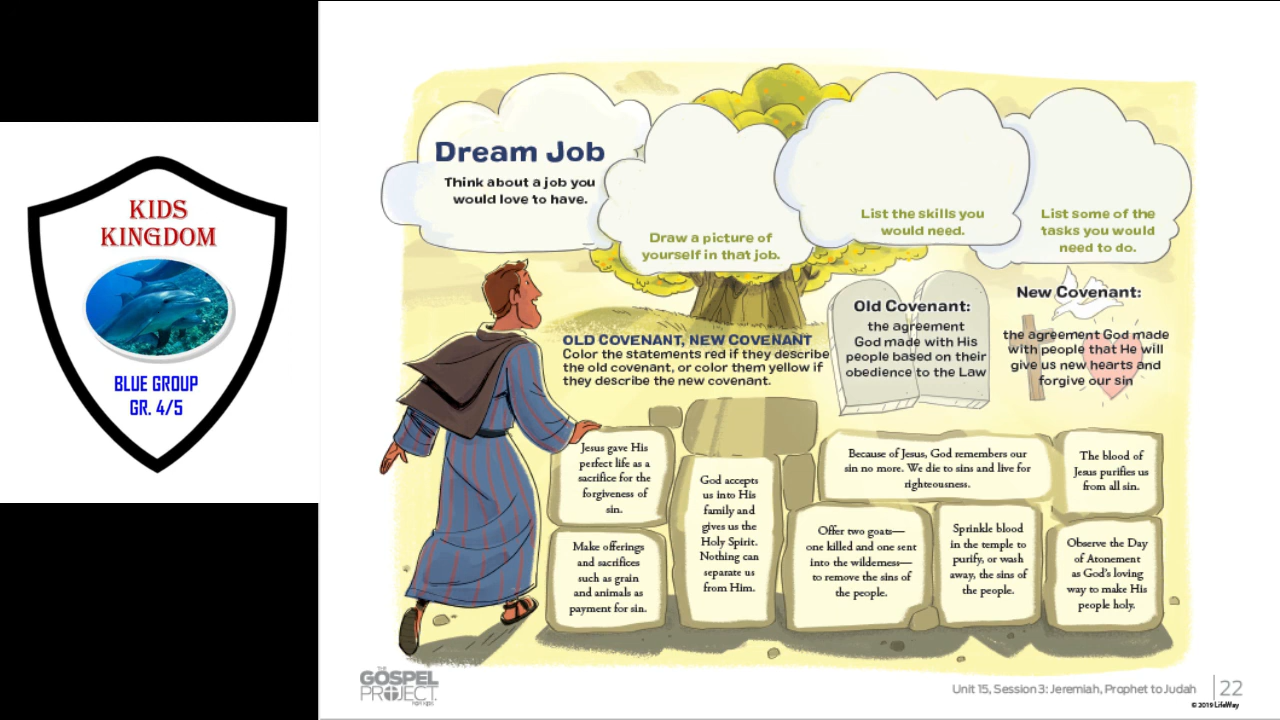 KIDS
KINGDOM
BLUE GROUP
GR. 4/5
Dream Job
Think about a job you
would love to have.
Draw a picture of
yourself in that job.
List the skills you
would need.
List some of the
tasks you would
need to do.
OLD COVENANT, NEW COVENANT
Color the statements red if they describe
the old covenant, or color them yellow if
they describe the new covenant.
Old Covenant:
the agreement
God made with His
people based on their
obedience to the Law
New Covenant:
the agreement God made
with people that He will
give us new hearts and
forgive our sin
Jesus gave His
perfect life as a
sacrifice for the
forgiveness of
sin.
Make offerings
and sacrifices
such as grain
and animals as
payment for sin.
God accepts
us into His
family and
gives us the
Holy Spirit.
Nothing can
separate us
from Him.
Because of Jesus, God remembers our
sin no more. We die to sins and live for
righteousness.
The blood of
Jesus purifies us
from all sin.
Offer two goats—
one killed and one sent
into the wilderness—
to remove the sins of
the people.
Sprinkle blood
in the temple to
purify, or wash
away, the sins of
the people.
Observe the Day
of Atonement
as God's loving
way to make His
people holy.
THE
GOSPEL
PROJECT
FOR KIDS
Unit 15, Session 3: Jeremiah, Prophet to Judah
22
© 2019 LifeWay